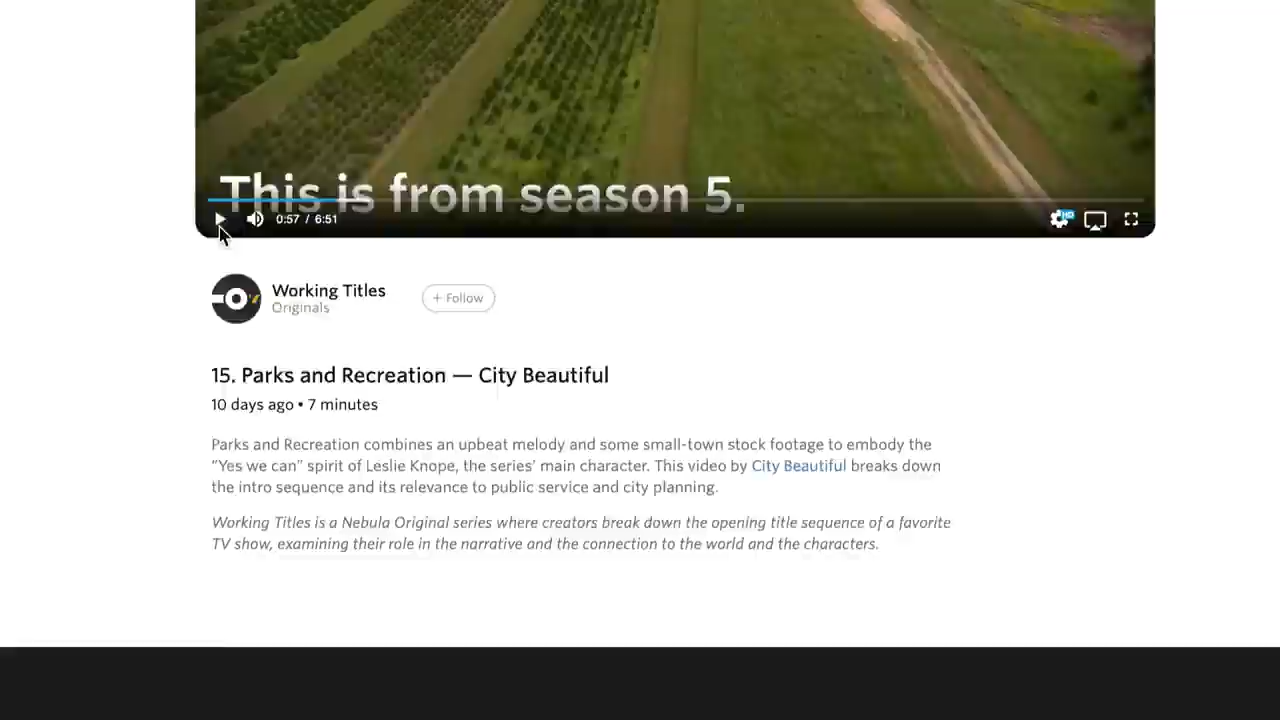 This is from season 5.
0:57 / 6:51
HD
Working Titles
Originals
+ Follow
15. Parks and Recreation — City Beautiful
10 days ago • 7 minutes
Parks and Recreation combines an upbeat melody and some small-town stock footage to embody the
“Yes we can” spirit of Leslie Knope, the series’ main character. This video by City Beautiful breaks down
the intro sequence and its relevance to public service and city planning.
Working Titles is a Nebula Original series where creators break down the opening title sequence of a favorite
TV show, examining their role in the narrative and the connection to the world and the characters.